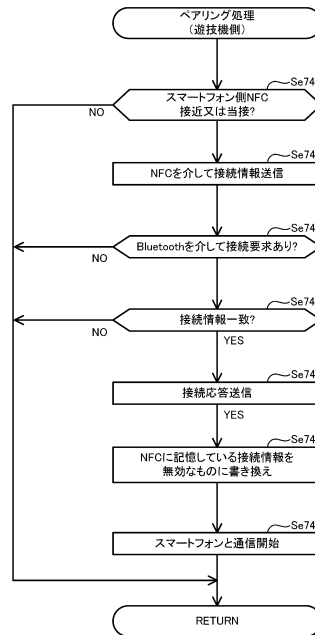 ペアリング処理
(遊技機側)
Se74
スマートフォン側NFC
接近又は当接?
NO
Se74
NFCを介して接続情報送信
Se74
Bluetoothを介して接続要求あり?
NO
Se74
接続情報一致?
NO
YES
Se74
接続応答送信
YES
Se74
NFCに記憶している接続情報を
無効なものに書き換え
Se74
スマートフォンと通信開始
RETURN